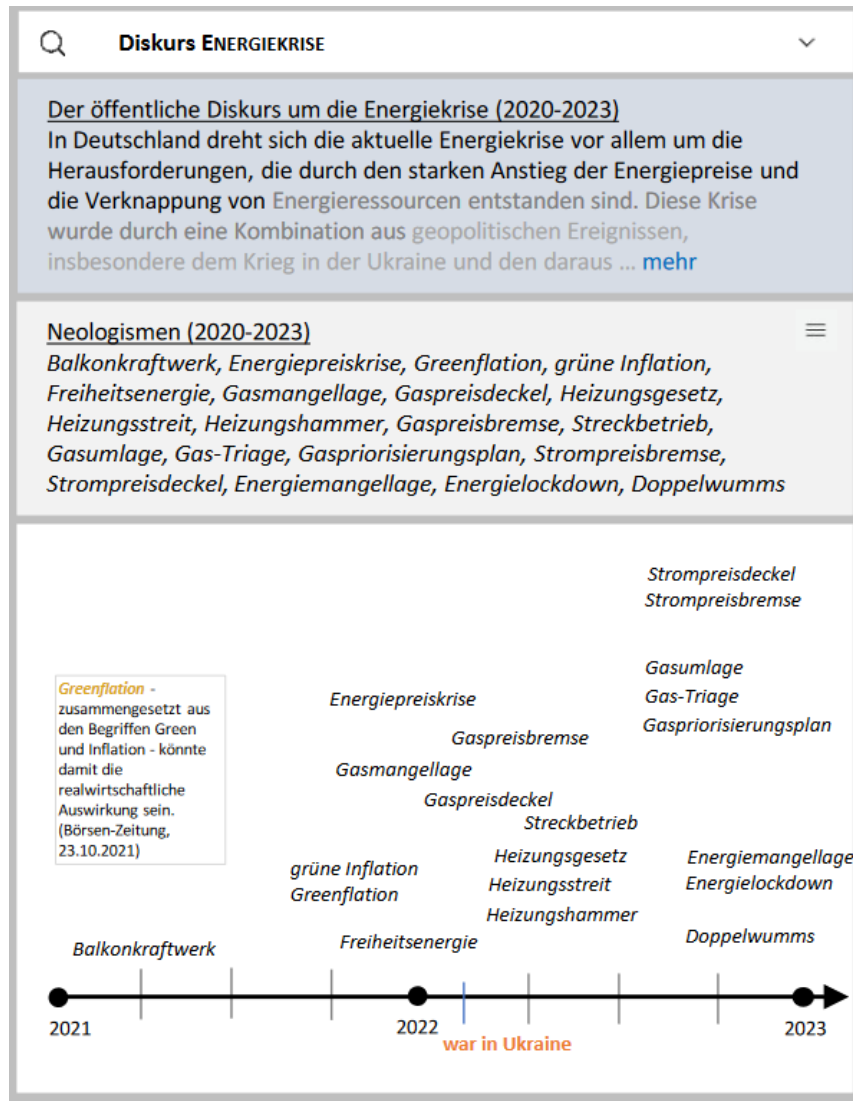 Diskurs ENERGIEKRISE
Der öffentliche Diskurs um die Energiekrise (2020-2023)
In Deutschland dreht sich die aktuelle Energiekrise vor allem um die
Herausforderungen, die durch den starken Anstieg der Energiepreise und
die Verknappung von Energieressourcen entstanden sind. Diese Krise
wurde durch eine Kombination aus geopolitischen Ereignissen,
insbesondere dem Krieg in der Ukraine und den daraus ... mehr
Neologismen (2020-2023)
Balkonkraftwerk, Energiepreiskrise, Greenflation, grüne Inflation,
Freiheitsenergie, Gasmangellage, Gaspreisdeckel, Heizungsgesetz,
Heizungsstreit, Heizungshammer, Gaspreisbremse, Streckbetrieb,
Gasumlage, Gas-Triage, Gaspriorisierungsplan, Strompreisbremse,
Strompreisdeckel, Energiemangellage, Energielockdown, Doppelwumms
Strompreisdeckel
Strompreisbremse
Greenflation -
zusammengesetzt aus
den Begriffen Green
und Inflation - könnte
damit die
realwirtschaftliche
Auswirkung sein.
(Börsen-Zeitung,
23.10.2021)
Gasumlage
Gas-Triage
Gaspriorisierungsplan
Energiepreiskrise
Gaspreisbremse
Gasmangellage
Gaspreisdeckel
Streckbetrieb
Heizungsgesetz
Heizungsstreit
Heizungshammer
Energiemangellage
Energielockdown
grüne Inflation
Greenflation
Balkonkraftwerk
Freiheitsenergie
Doppelwumms
2021
2022
2023
war in Ukraine